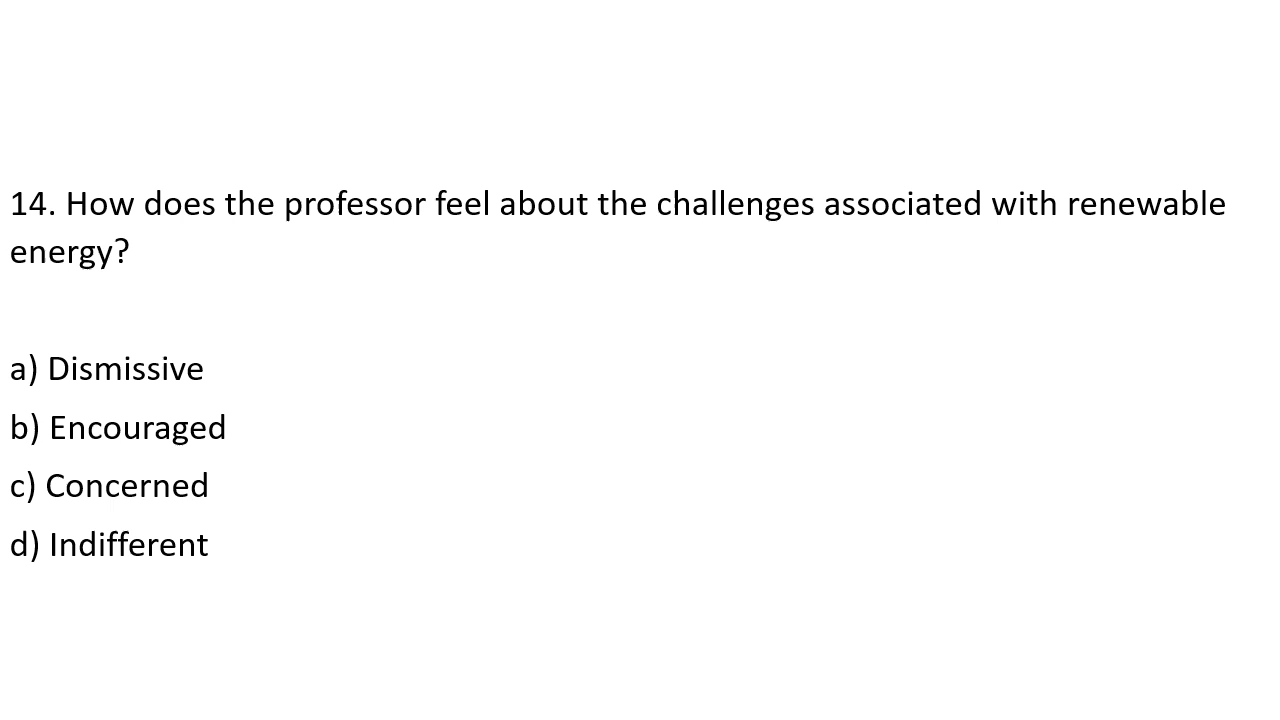 14. How does the professor feel about the challenges associated with renewable
energy?
a) Dismissive
b) Encouraged
c) Concerned
d) Indifferent